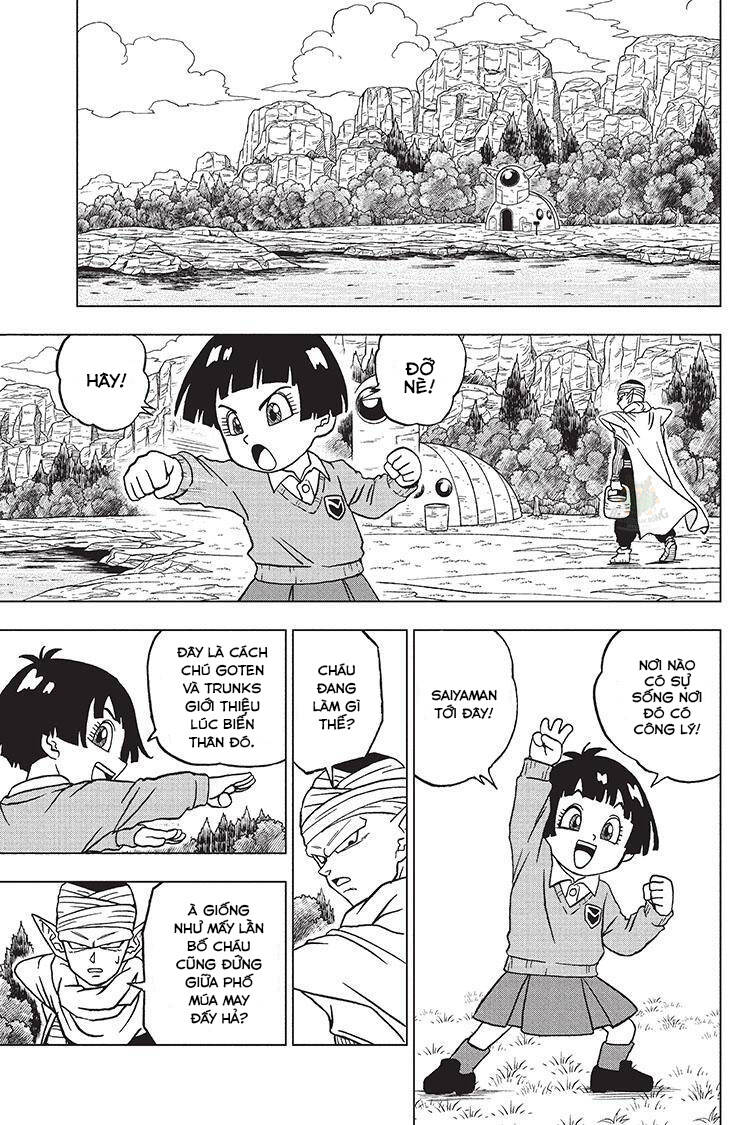 ĐỠ
NÈ!
HÂY!
NƠI NÀO
CÓ SỰ
SỐNG NƠI
ĐÓ CÓ
CÔNG LÝ!
SAIYAMAN
TỚI ĐÂY!
CHÁU
ĐANG
LÀM GÌ
THẾ?
ĐÂY LÀ CÁCH
CHÚ GOTEN
VÀ TRUNKS
GIỚI THIỆU
LÚC BIẾN
THÂN ĐÓ.
À GIỐNG
NHƯ MẤY LẦN
BỐ CHÁU
CŨNG ĐỨNG
GIỮA PHỐ
MÚA MAY
ĐẤY HẢ?